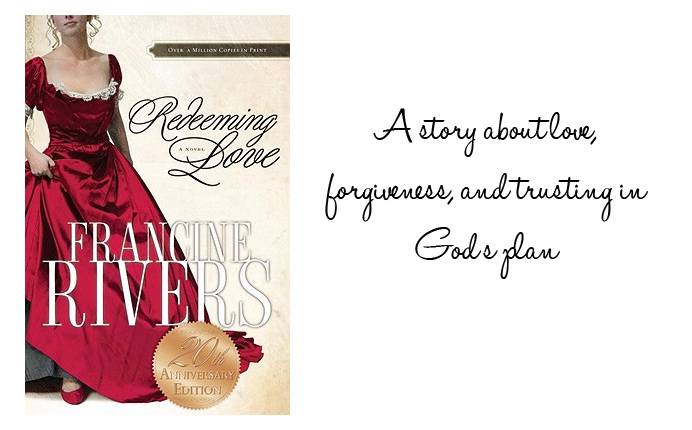 OVER A MILLION COPIES IN PRINT
Redeeming
A NOVEL
Love
FRANCINE
RIVERS
20th
ANNIVERSARY
EDITION
A story about love,
forgiveness, and trusting in
God's plan